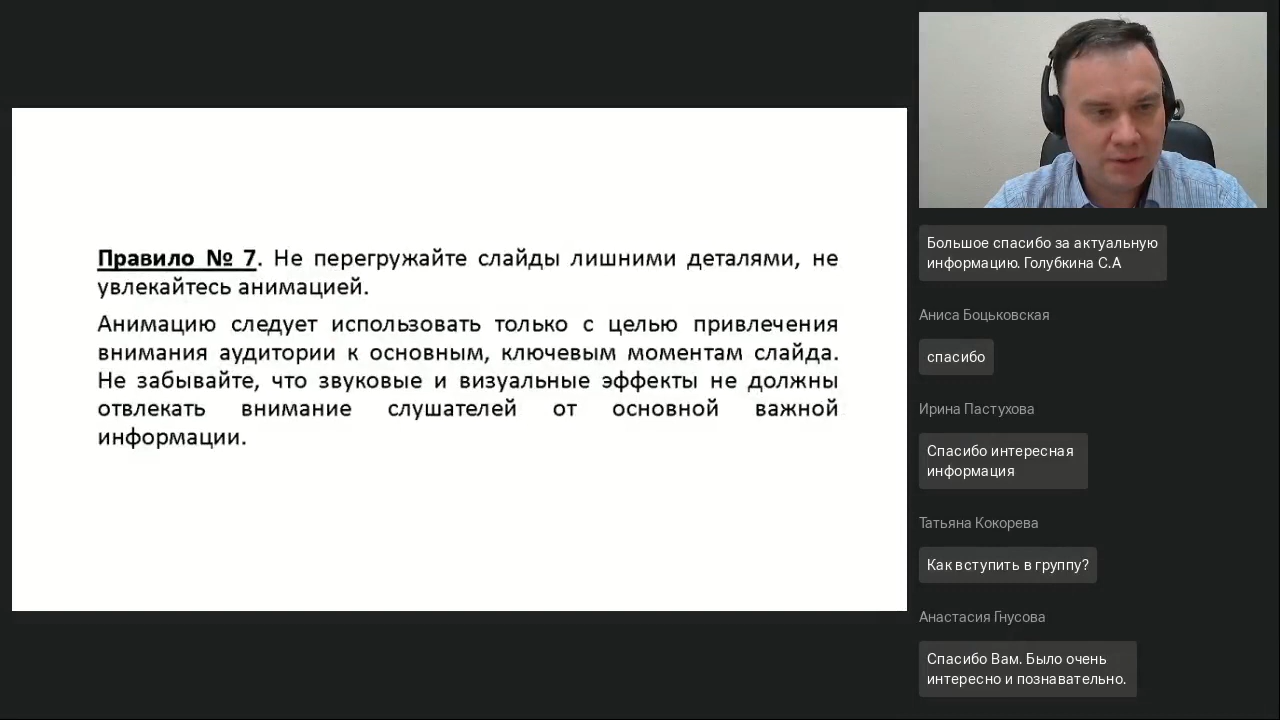 Правило № 7. Не перегружайте слайды лишними деталями, не
увлекайтесь анимацией.
Анимацию следует использовать только с целью привлечения
внимания аудитории к основным, ключевым моментам слайда.
Не забывайте, что звуковые и визуальные эффекты не должны
отвлекать внимание слушателей от основной важной
информации.
Большое спасибо за актуальную
информацию. Голубкина С.А
Аниса Боцьковская
спасибо
Ирина Пастухова
Спасибо интересная
информация
Татьяна Кокорева
Как вступить в группу?
Анастасия Гнусова
Спасибо Вам. Было очень
интересно и познавательно.